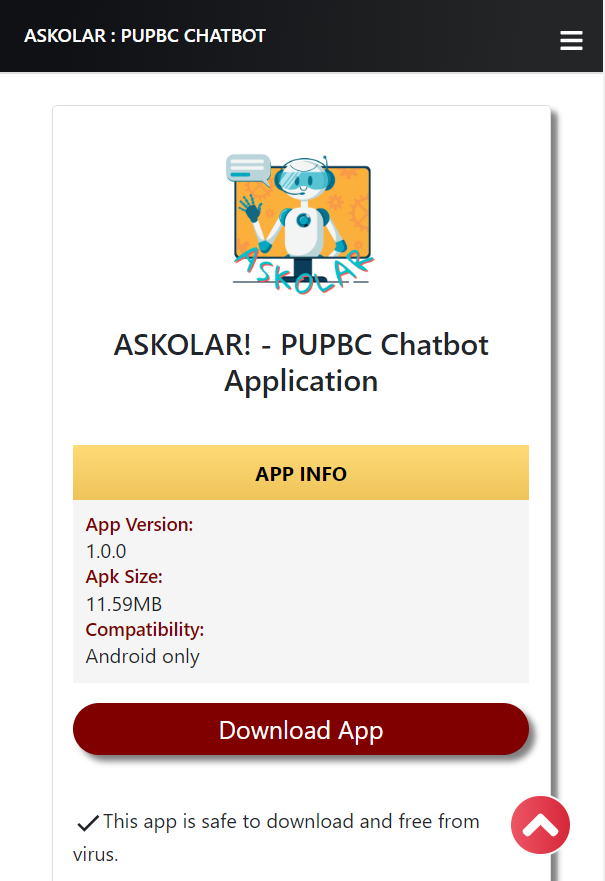 ASKOLAR : PUPBC CHATBOT
ASKOLAR
ASKOLAR! - PUPBC Chatbot
Application
APP INFO
App Version:
1.0.0
Apk Size:
11.59MB
Compatibility:
Android only
Download App
This app is safe to download and free from
virus.